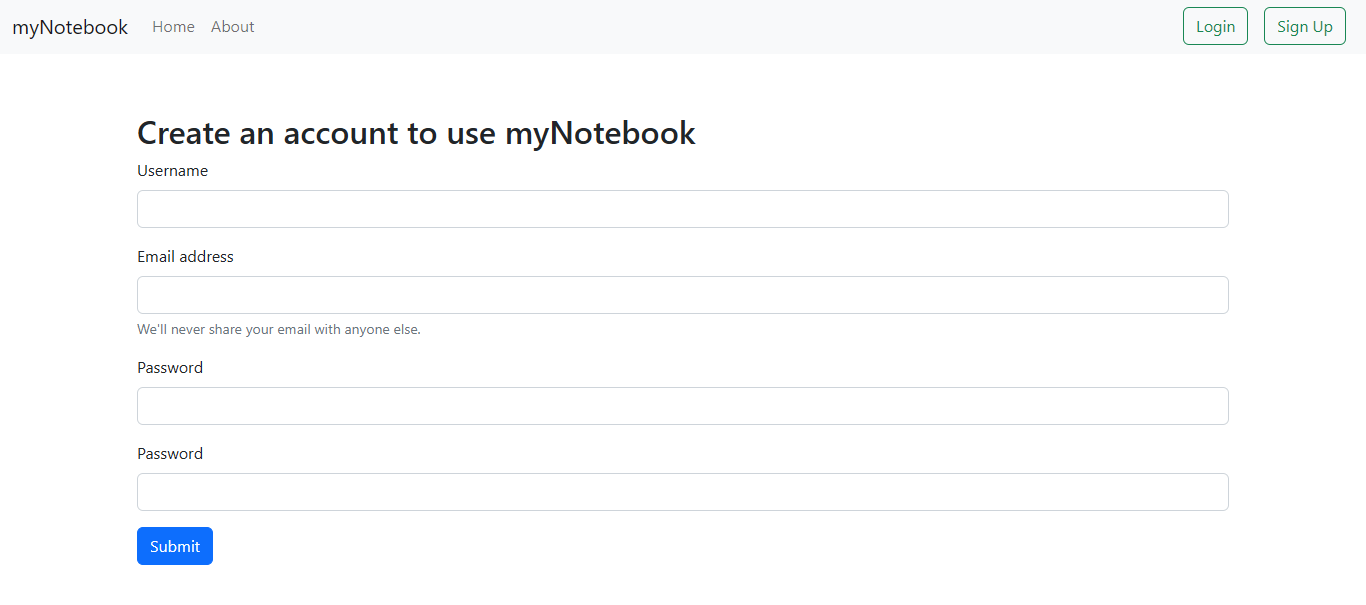 myNotebook Home About Login Sign Up
Create an account to use myNotebook
Username
Email address
We'll never share your email with anyone else.
Password
Password
Submit